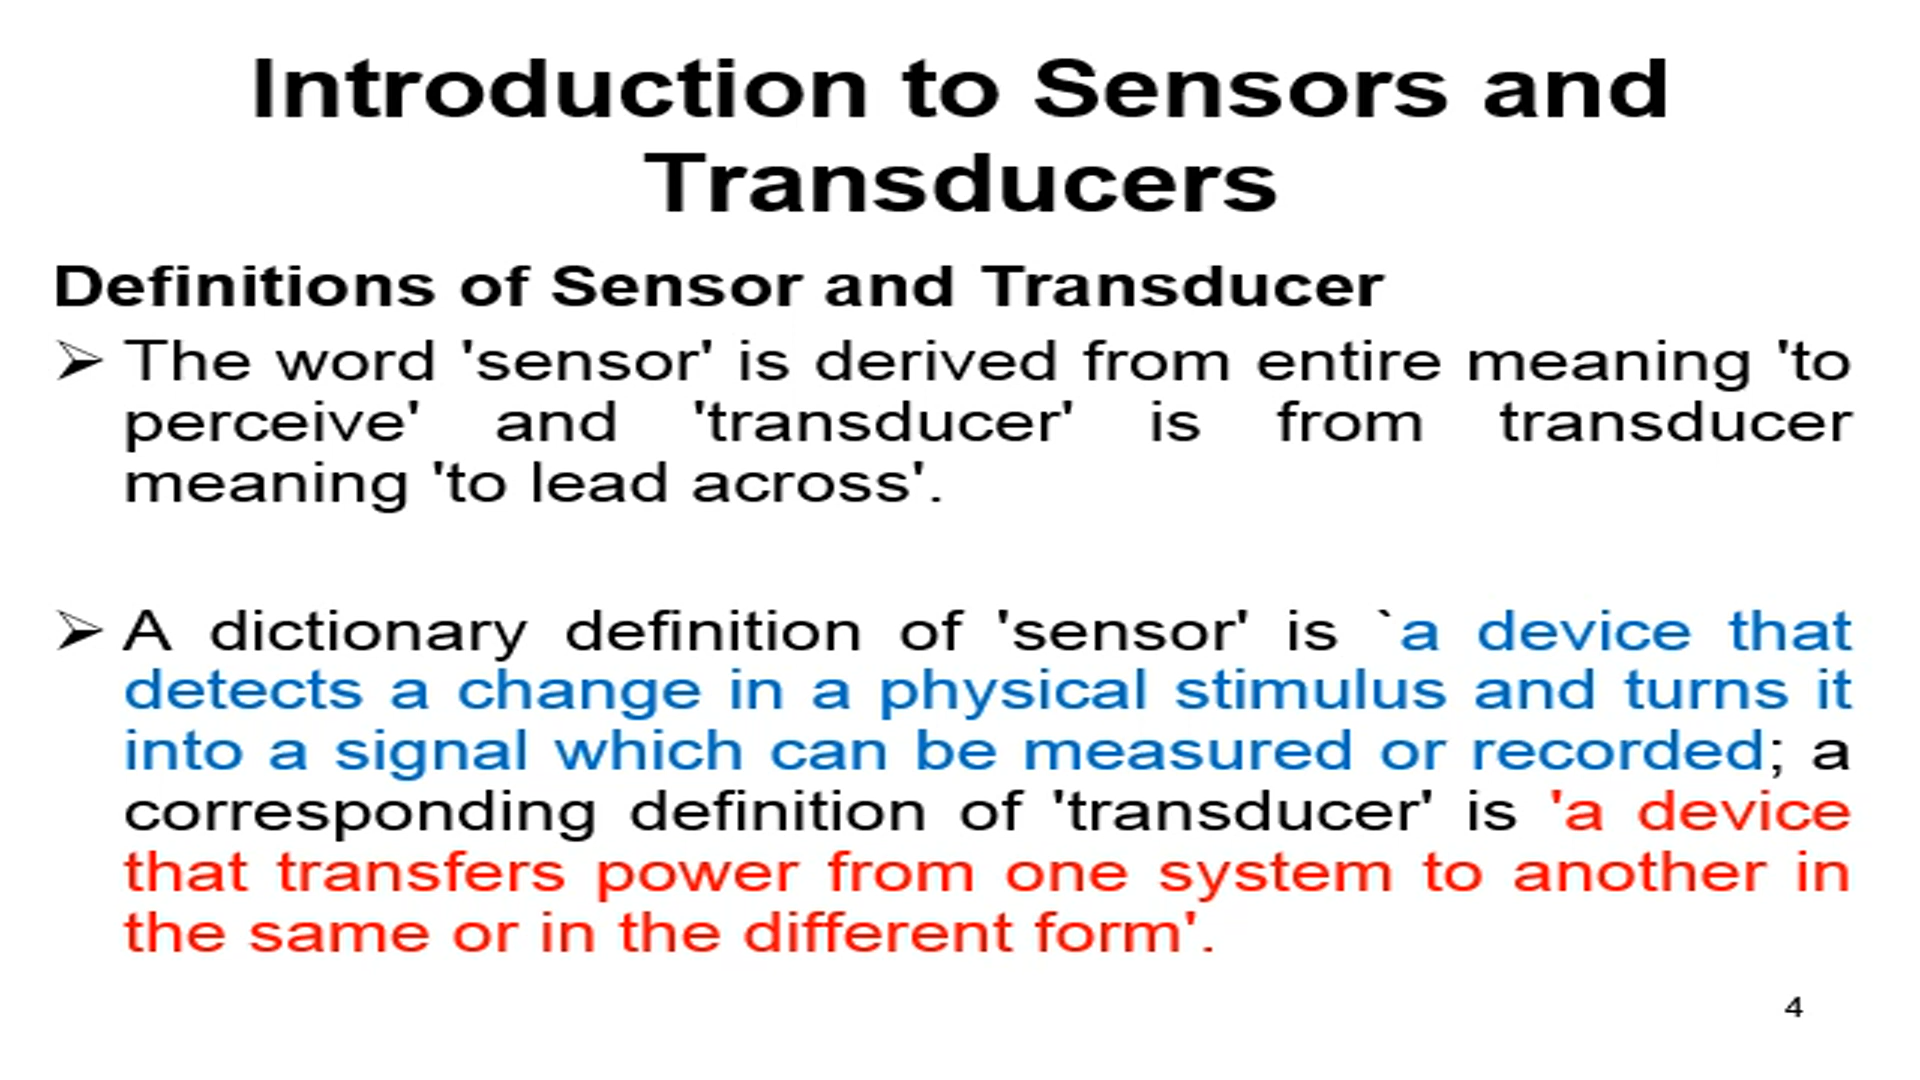 Introduction to Sensors and
Transducers
Definitions of Sensor and Transducer
➢ The word 'sensor' is derived from entire meaning 'to
perceive' and 'transducer' is from transducer
meaning 'to lead across'.
➢ A dictionary definition of 'sensor' is `a device that
detects a change in a physical stimulus and turns it
into a signal which can be measured or recorded; a
corresponding definition of 'transducer' is 'a device
that transfers power from one system to another in
the same or in the different form'.
4